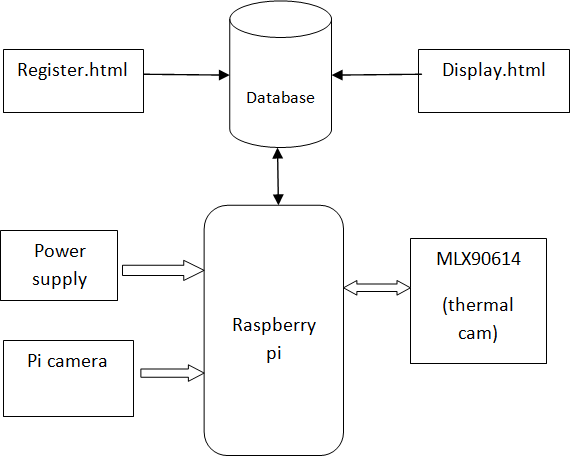 Register.html
Database
Display.html
Power
supply
Pi camera
Raspberry
pi
MLX90614
(thermal
cam)